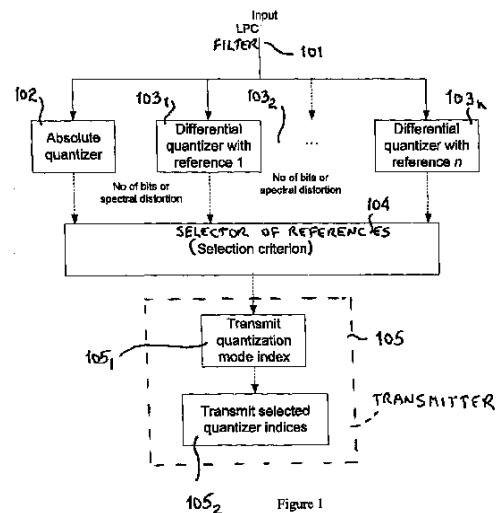 Input
LPC
FILTER
101
102
103₁
103₂
103ₙ
Absolute
quantizer
Differential
quantizer with
reference 1
...
Differential
quantizer with
reference n
No of bits or
spectral distortion
No of bits or
spectral distortion
104
SELECTOR OF REFERENCIES
(Selection criterion)
Transmit
quantization
mode index
105₁
105
Transmit selected
quantizer indices
TRANSMITTER
105₂
Figure 1